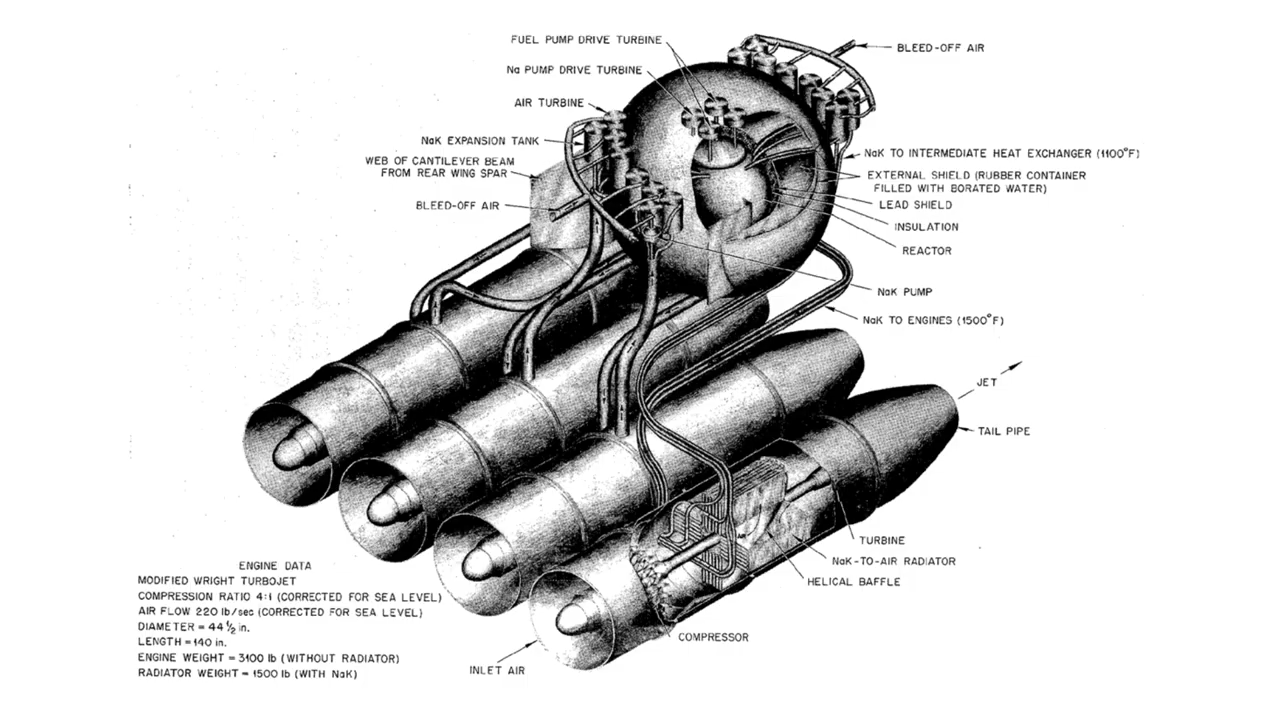 FUEL PUMP DRIVE TURBINE
Na PUMP DRIVE TURBINE
AIR TURBINE
NaK EXPANSION TANK
WEB OF CANTILEVER BEAM
FROM REAR WING SPAR
BLEED-OFF AIR
BLEED-OFF AIR
NaK TO INTERMEDIATE HEAT EXCHANGER (1100°F)
EXTERNAL SHIELD (RUBBER CONTAINER
FILLED WITH BORATED WATER)
LEAD SHIELD
INSULATION
REACTOR
NaK PUMP
NaK TO ENGINES (1500°F)
JET
TAIL PIPE
TURBINE
NaK-TO-AIR RADIATOR
HELICAL BAFFLE
COMPRESSOR
INLET AIR
ENGINE DATA
MODIFIED WRIGHT TURBOJET
COMPRESSION RATIO 4:1 (CORRECTED FOR SEA LEVEL)
AIR FLOW 220 lb/sec (CORRECTED FOR SEA LEVEL)
DIAMETER = 44 1/2 in.
LENGTH = 140 in.
ENGINE WEIGHT = 3100 lb (WITHOUT RADIATOR)
RADIATOR WEIGHT = 1500 lb (WITH NaK)